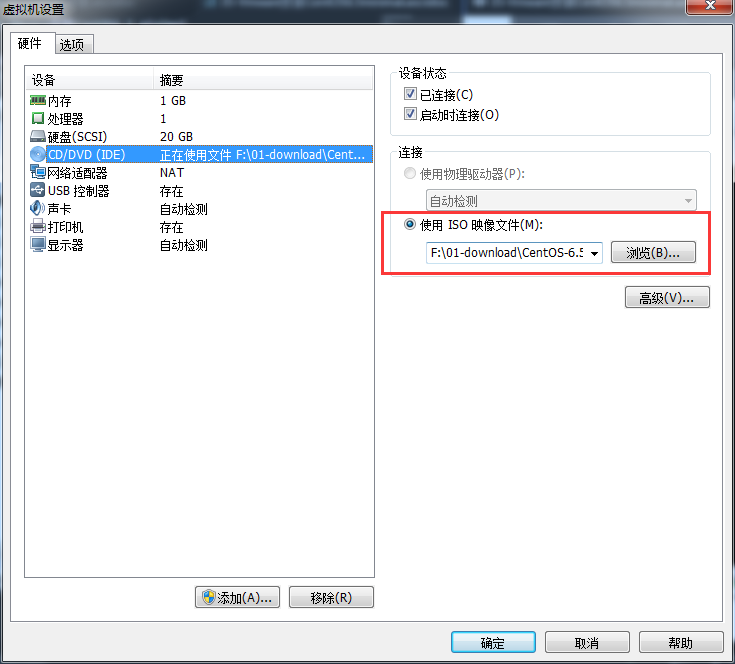 虚拟机设置
硬件 选项
设备 摘要
内存 1 GB
处理器 1
硬盘(SCSI) 20 GB
CD/DVD (IDE) 正在使用文件 F:\01-download\Cent...
网络适配器 NAT
USB 控制器 存在
声卡 自动检测
打印机 存在
显示器 自动检测
添加(A)... 移除(R)
设备状态
已连接(C)
启动时连接(O)
连接
使用物理驱动器(P):
自动检测
使用 ISO 映像文件(M):
F:\01-download\CentOS-6.5 浏览(B)...
高级(V)...
确定 取消 帮助